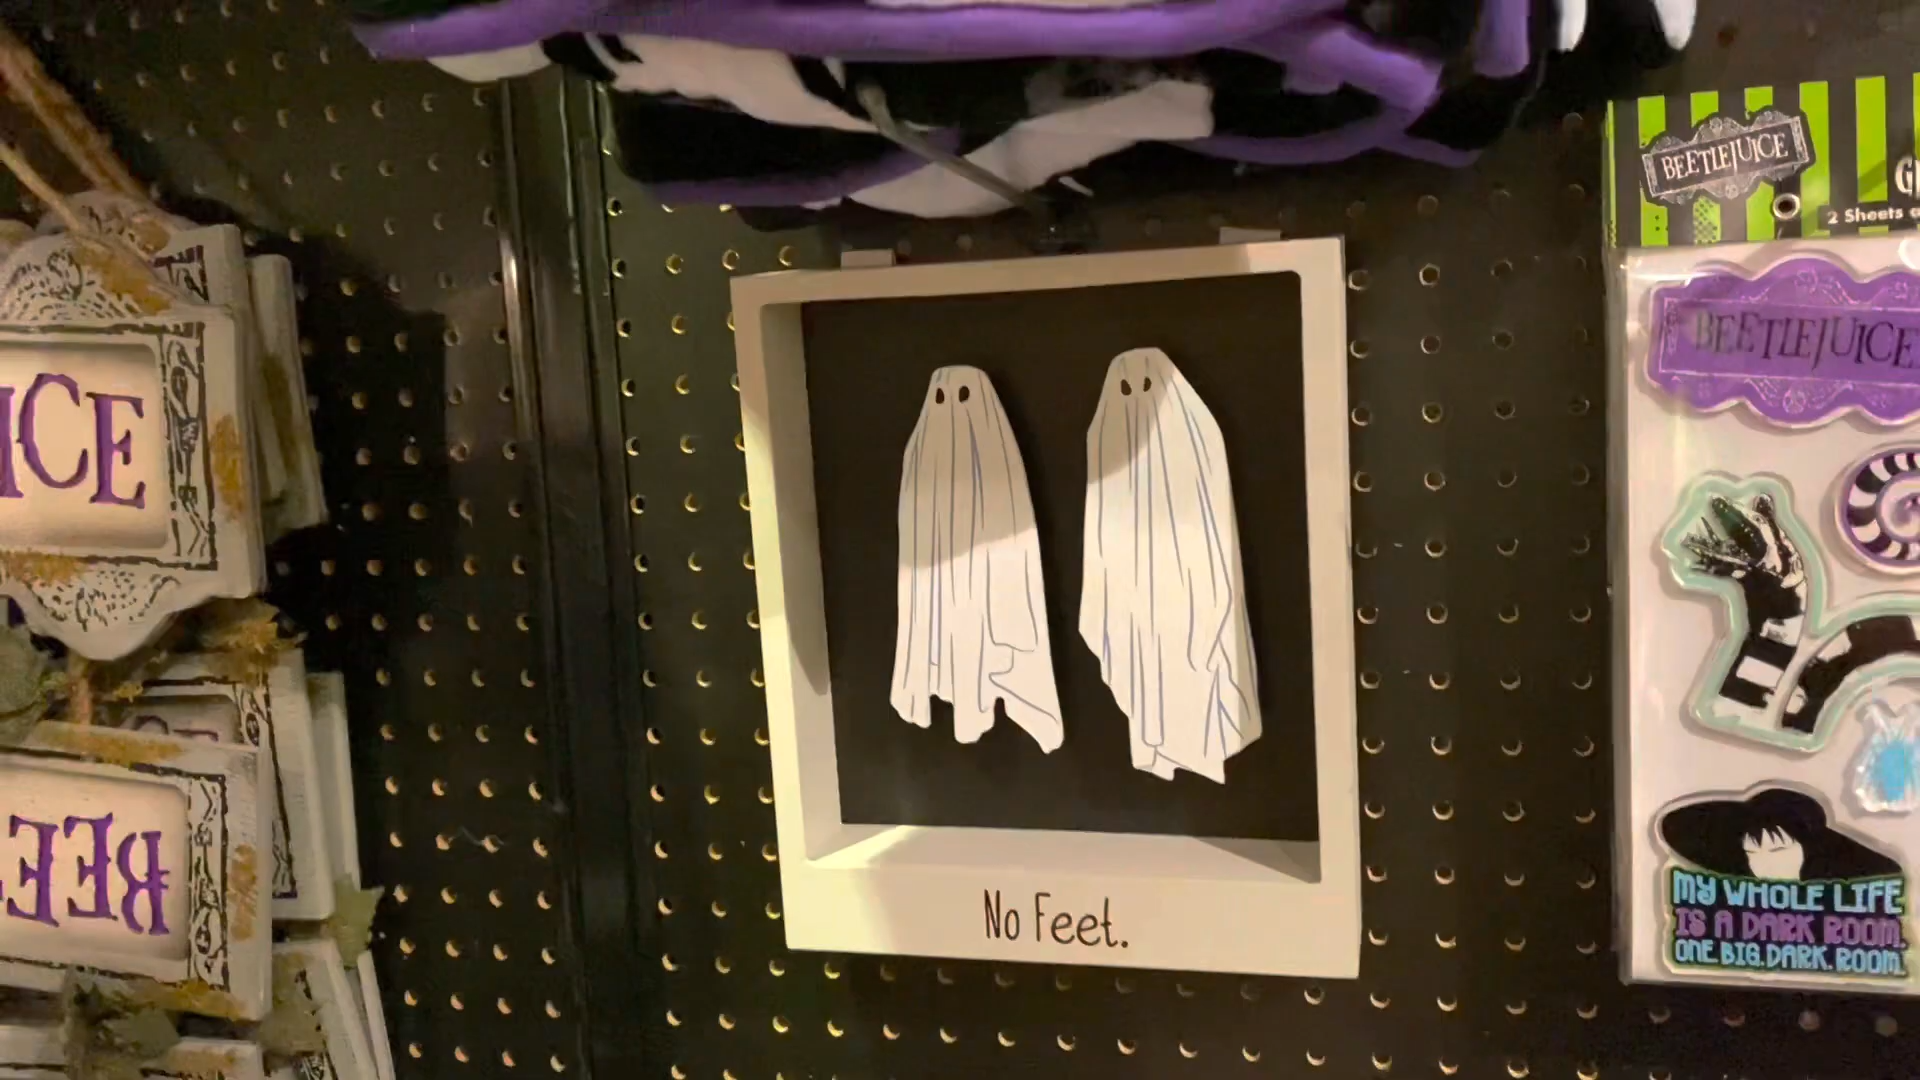 ICE
BEE
No Feet.
BEETLEJUICE
2 Sheets
BEETLEJUICE
MY WHOLE LIFE
IS A DARK ROOM.
ONE.BIG.DARK.ROOM.